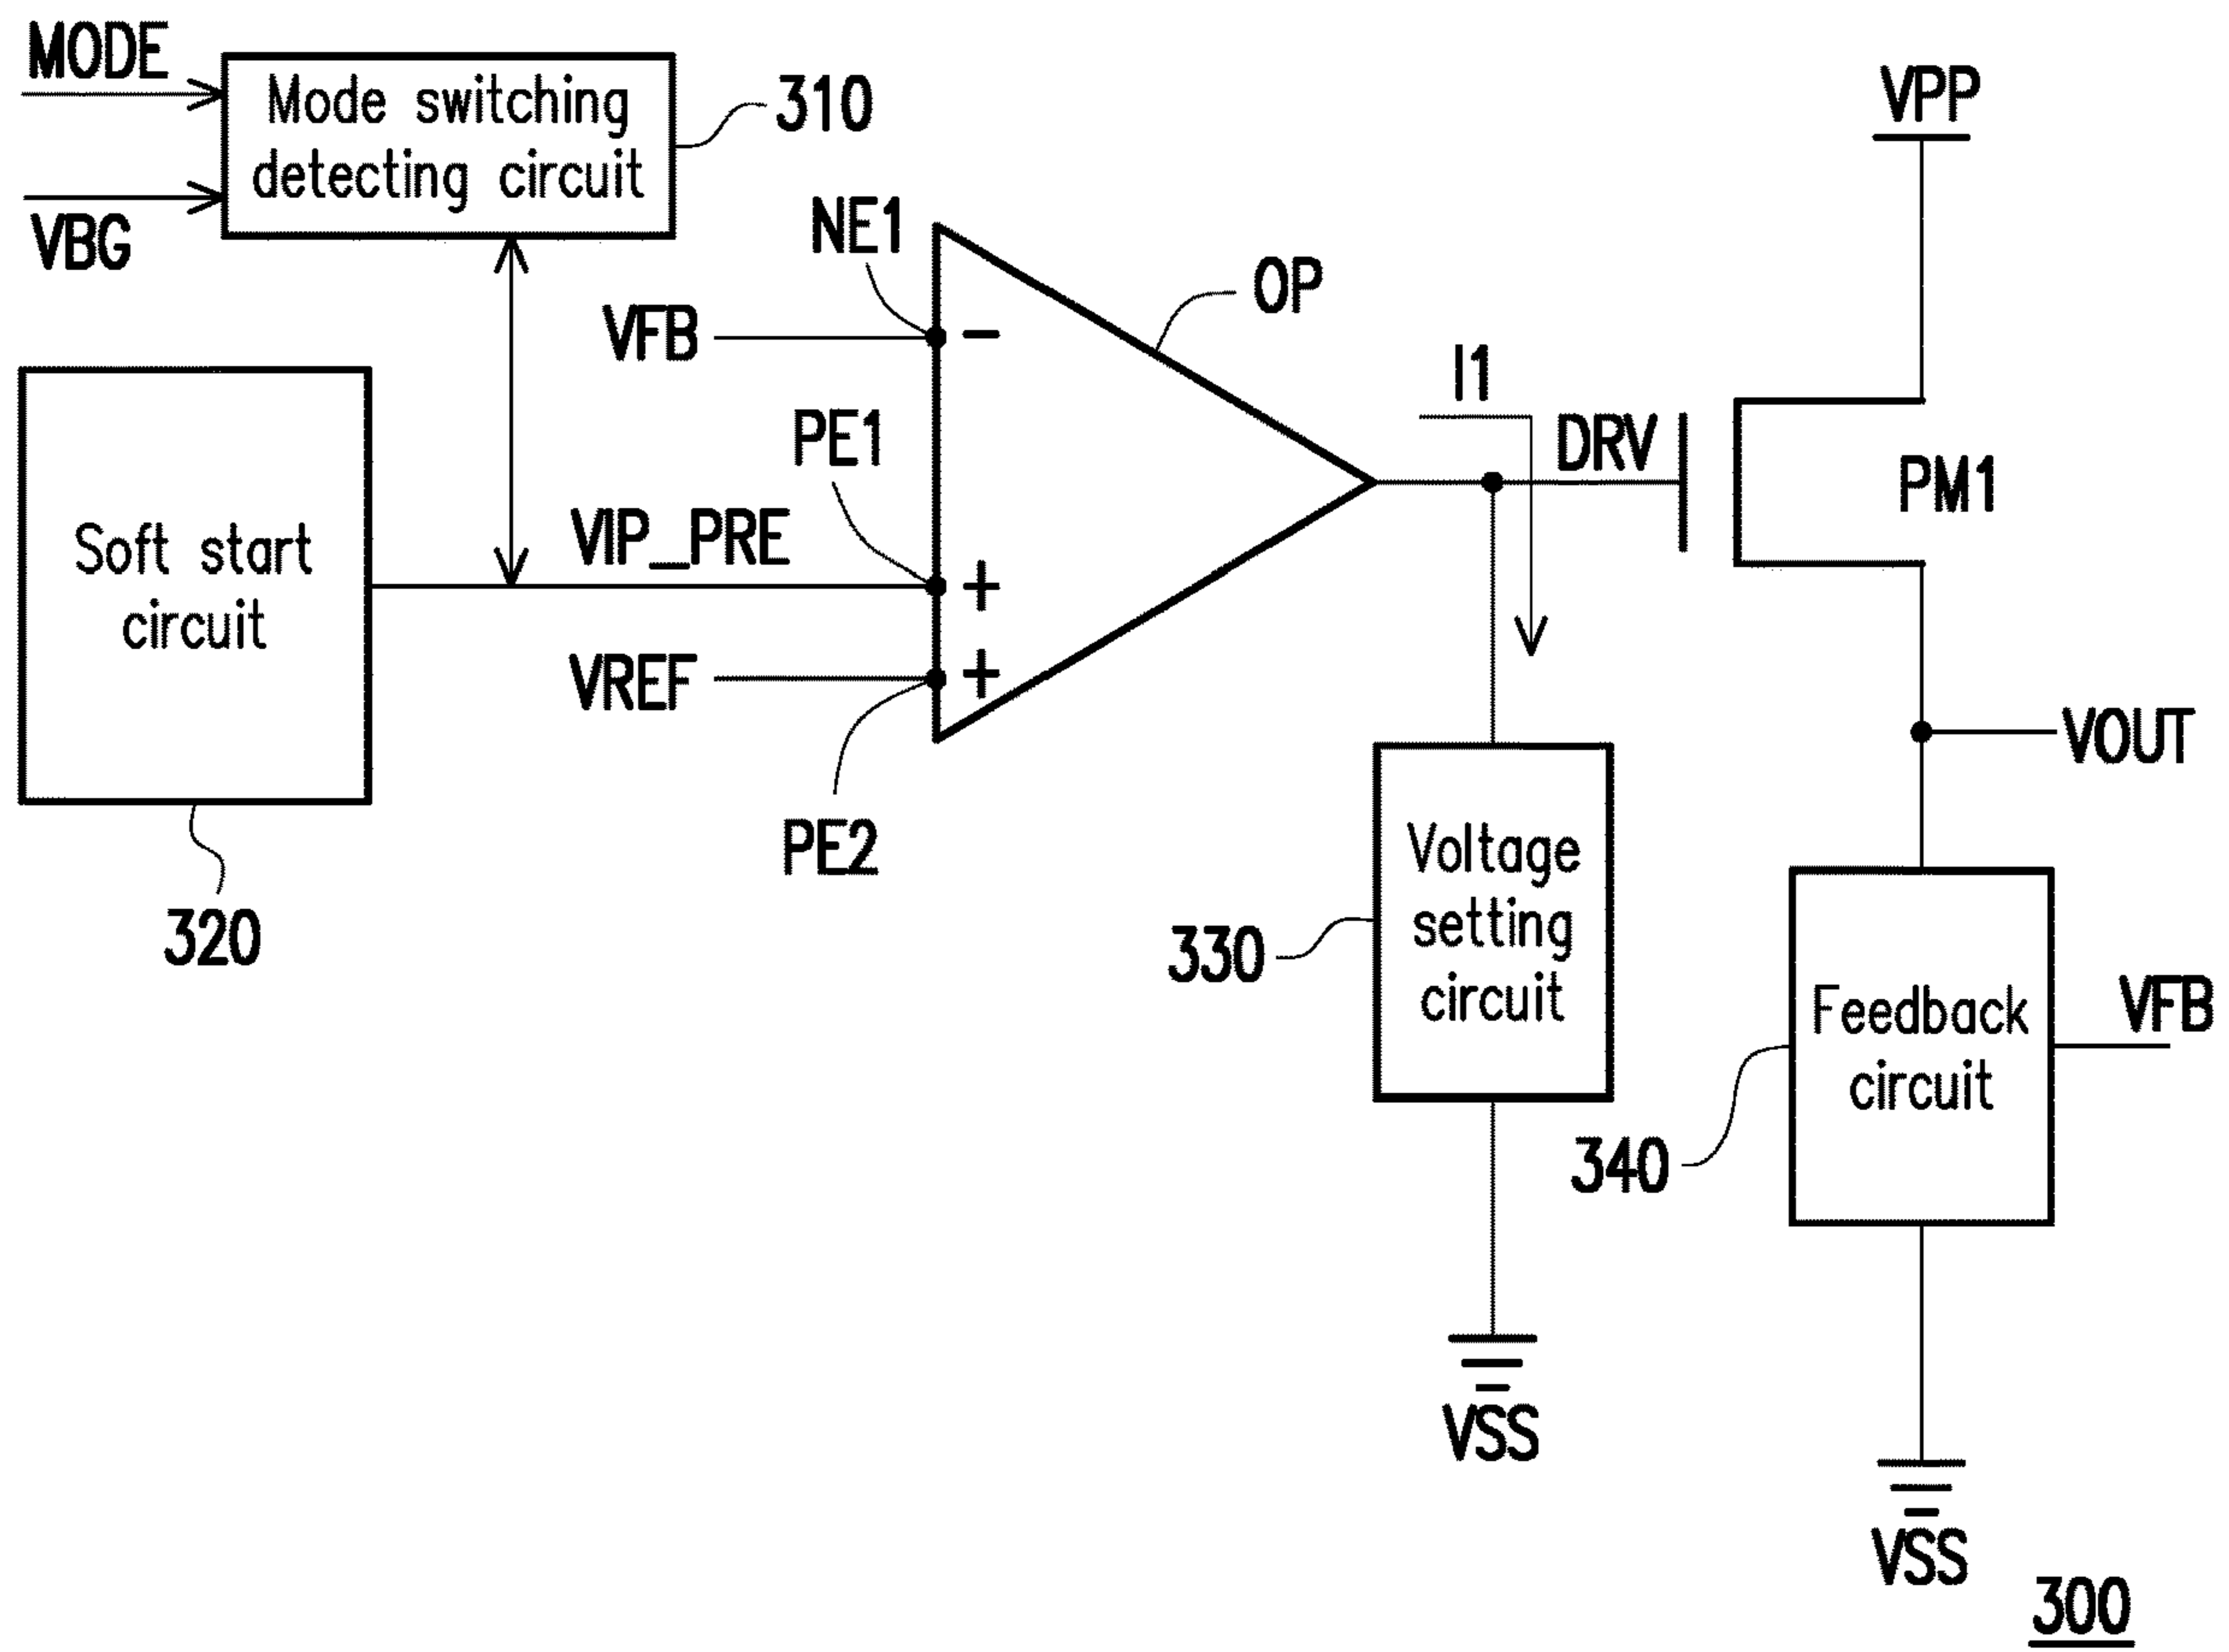 MODE
Mode switching
detecting circuit
310
VBG
VPP
NE1
OP
VFB
I1
PE1
DRV
PM1
VIP_PRE
Soft start
circuit
VREF
VOUT
PE2
320
Voltage
setting
circuit
330
Feedback
circuit
VFB
340
VSS
VSS
300
-
+
+